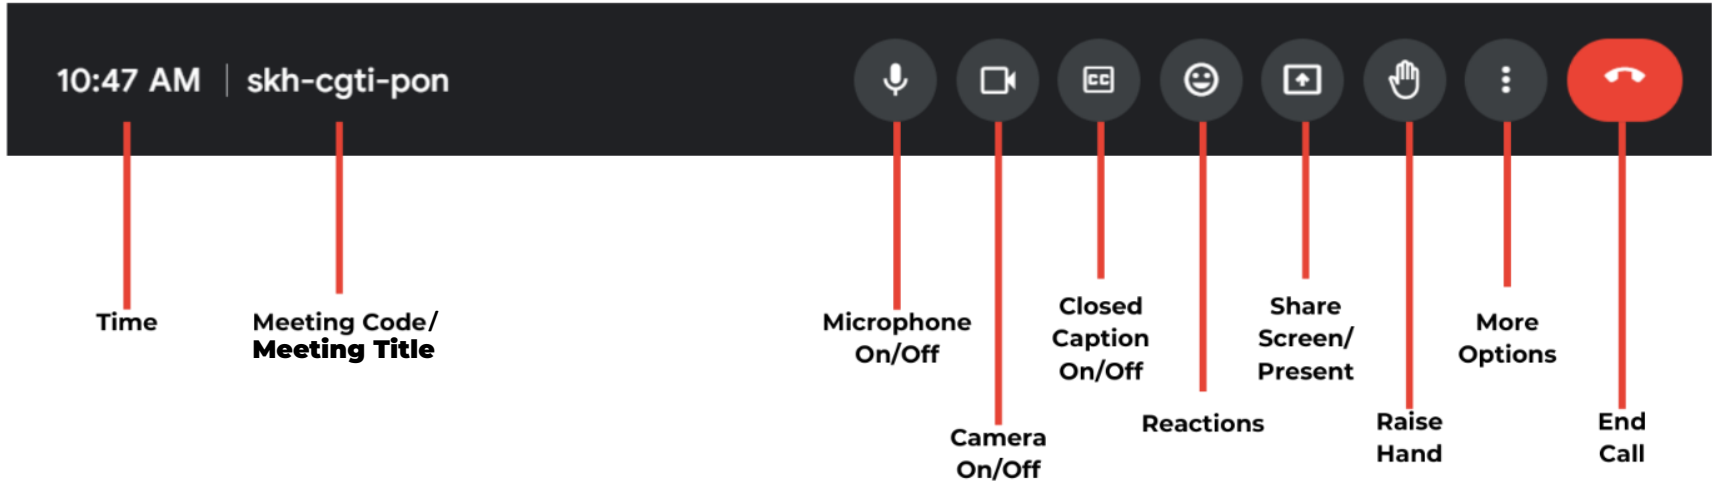 10:47 AM | skh-cgti-pon
CC
Time
Meeting Code/
Meeting Title
Microphone
On/Off
Camera
On/Off
Closed
Caption
On/Off
Reactions
Share
Screen/
Present
Raise
Hand
More
Options
End
Call